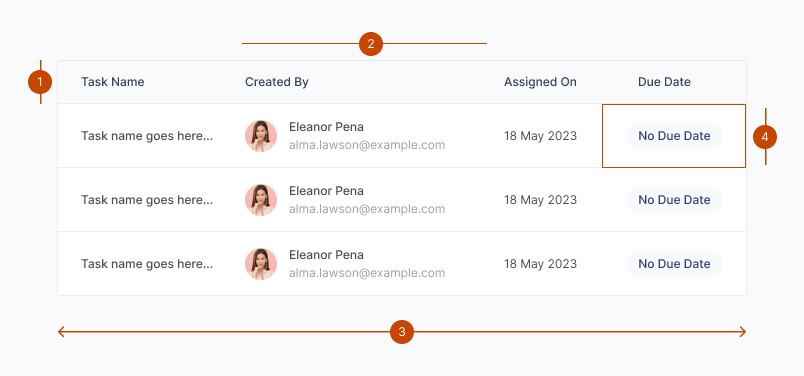 2
1
Task Name Created By Assigned On Due Date
Task name goes here... Eleanor Pena 18 May 2023 No Due Date
alma.lawson@example.com
4
Task name goes here... Eleanor Pena 18 May 2023 No Due Date
alma.lawson@example.com
Task name goes here... Eleanor Pena 18 May 2023 No Due Date
alma.lawson@example.com
3